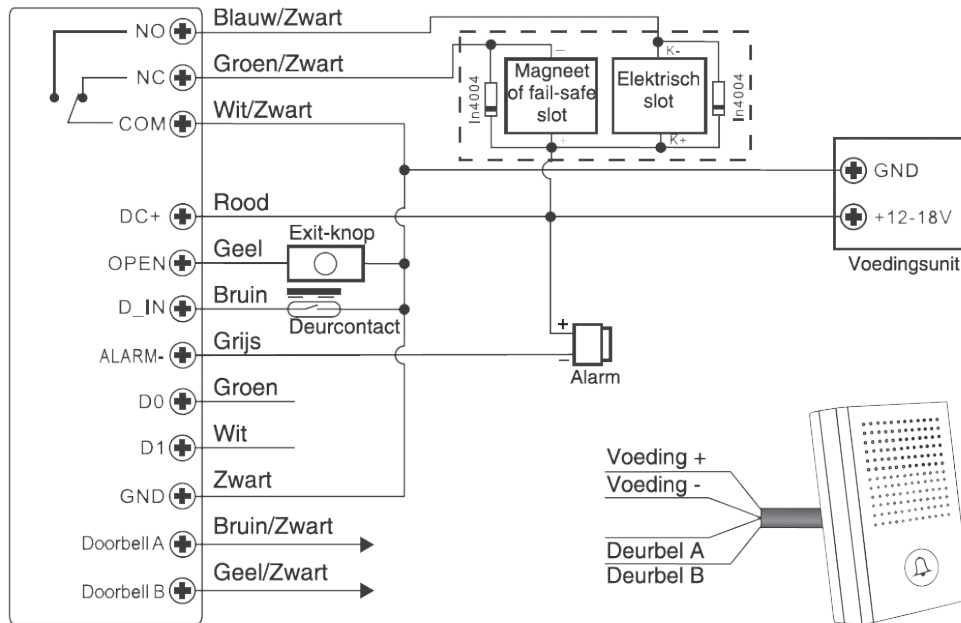 NO Blauw/Zwart
NC Groen/Zwart
COM Wit/Zwart
DC+ Rood
OPEN Geel
Exit-knop
D_IN Bruin
Deurcontact
ALARM- Grijs
D0 Groen
D1 Wit
GND Zwart
Doorbell A Bruin/Zwart
Doorbell B Geel/Zwart
In4004
−
Magneet
of fail-safe
slot
+
K-
Elektrisch
slot
K+
In4004
GND
+12-18V
Voedingsunit
+
−
Alarm
Voeding +
Voeding -
Deurbel A
Deurbel B